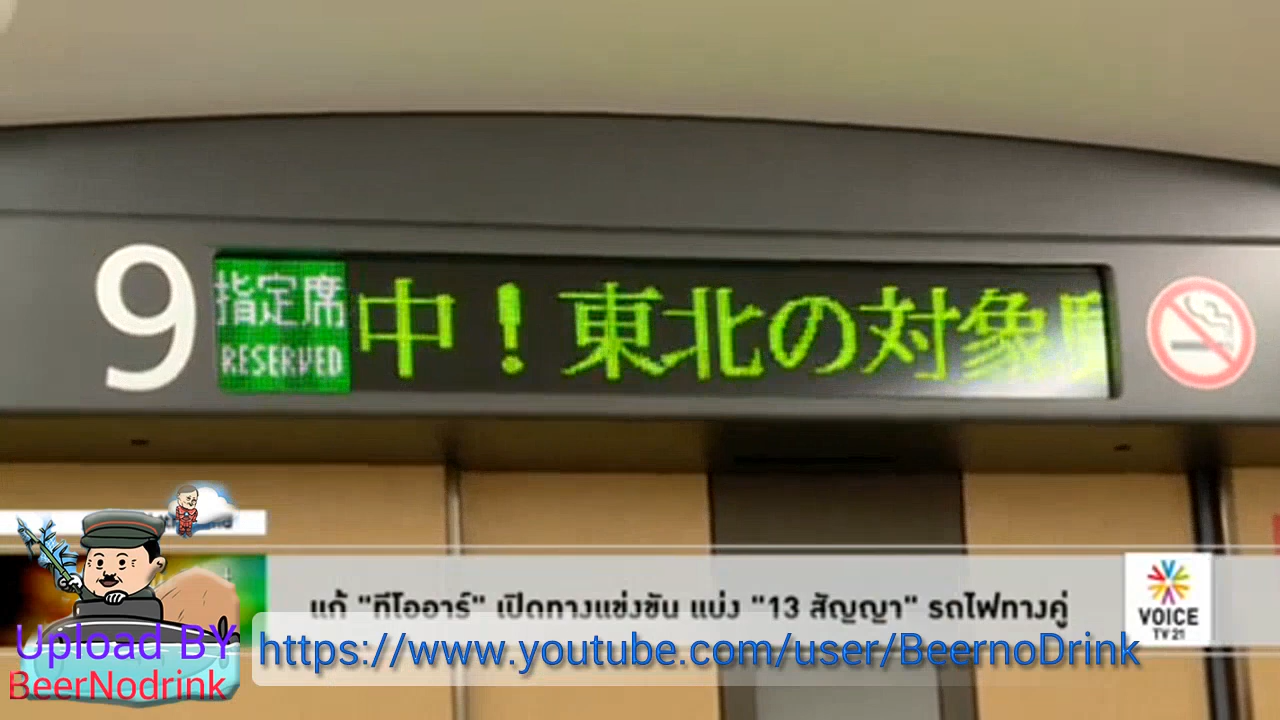 9
指定席
RESERVED
中！東北の対象
แก้ "ทีโออาร์" เปิดทางแข่งขัน แบ่ง "13 สัญญา" รถไฟทางคู่
VOICE
TV 21
Upload BY
https://www.youtube.com/user/BeernoDrink
BeerNodrink